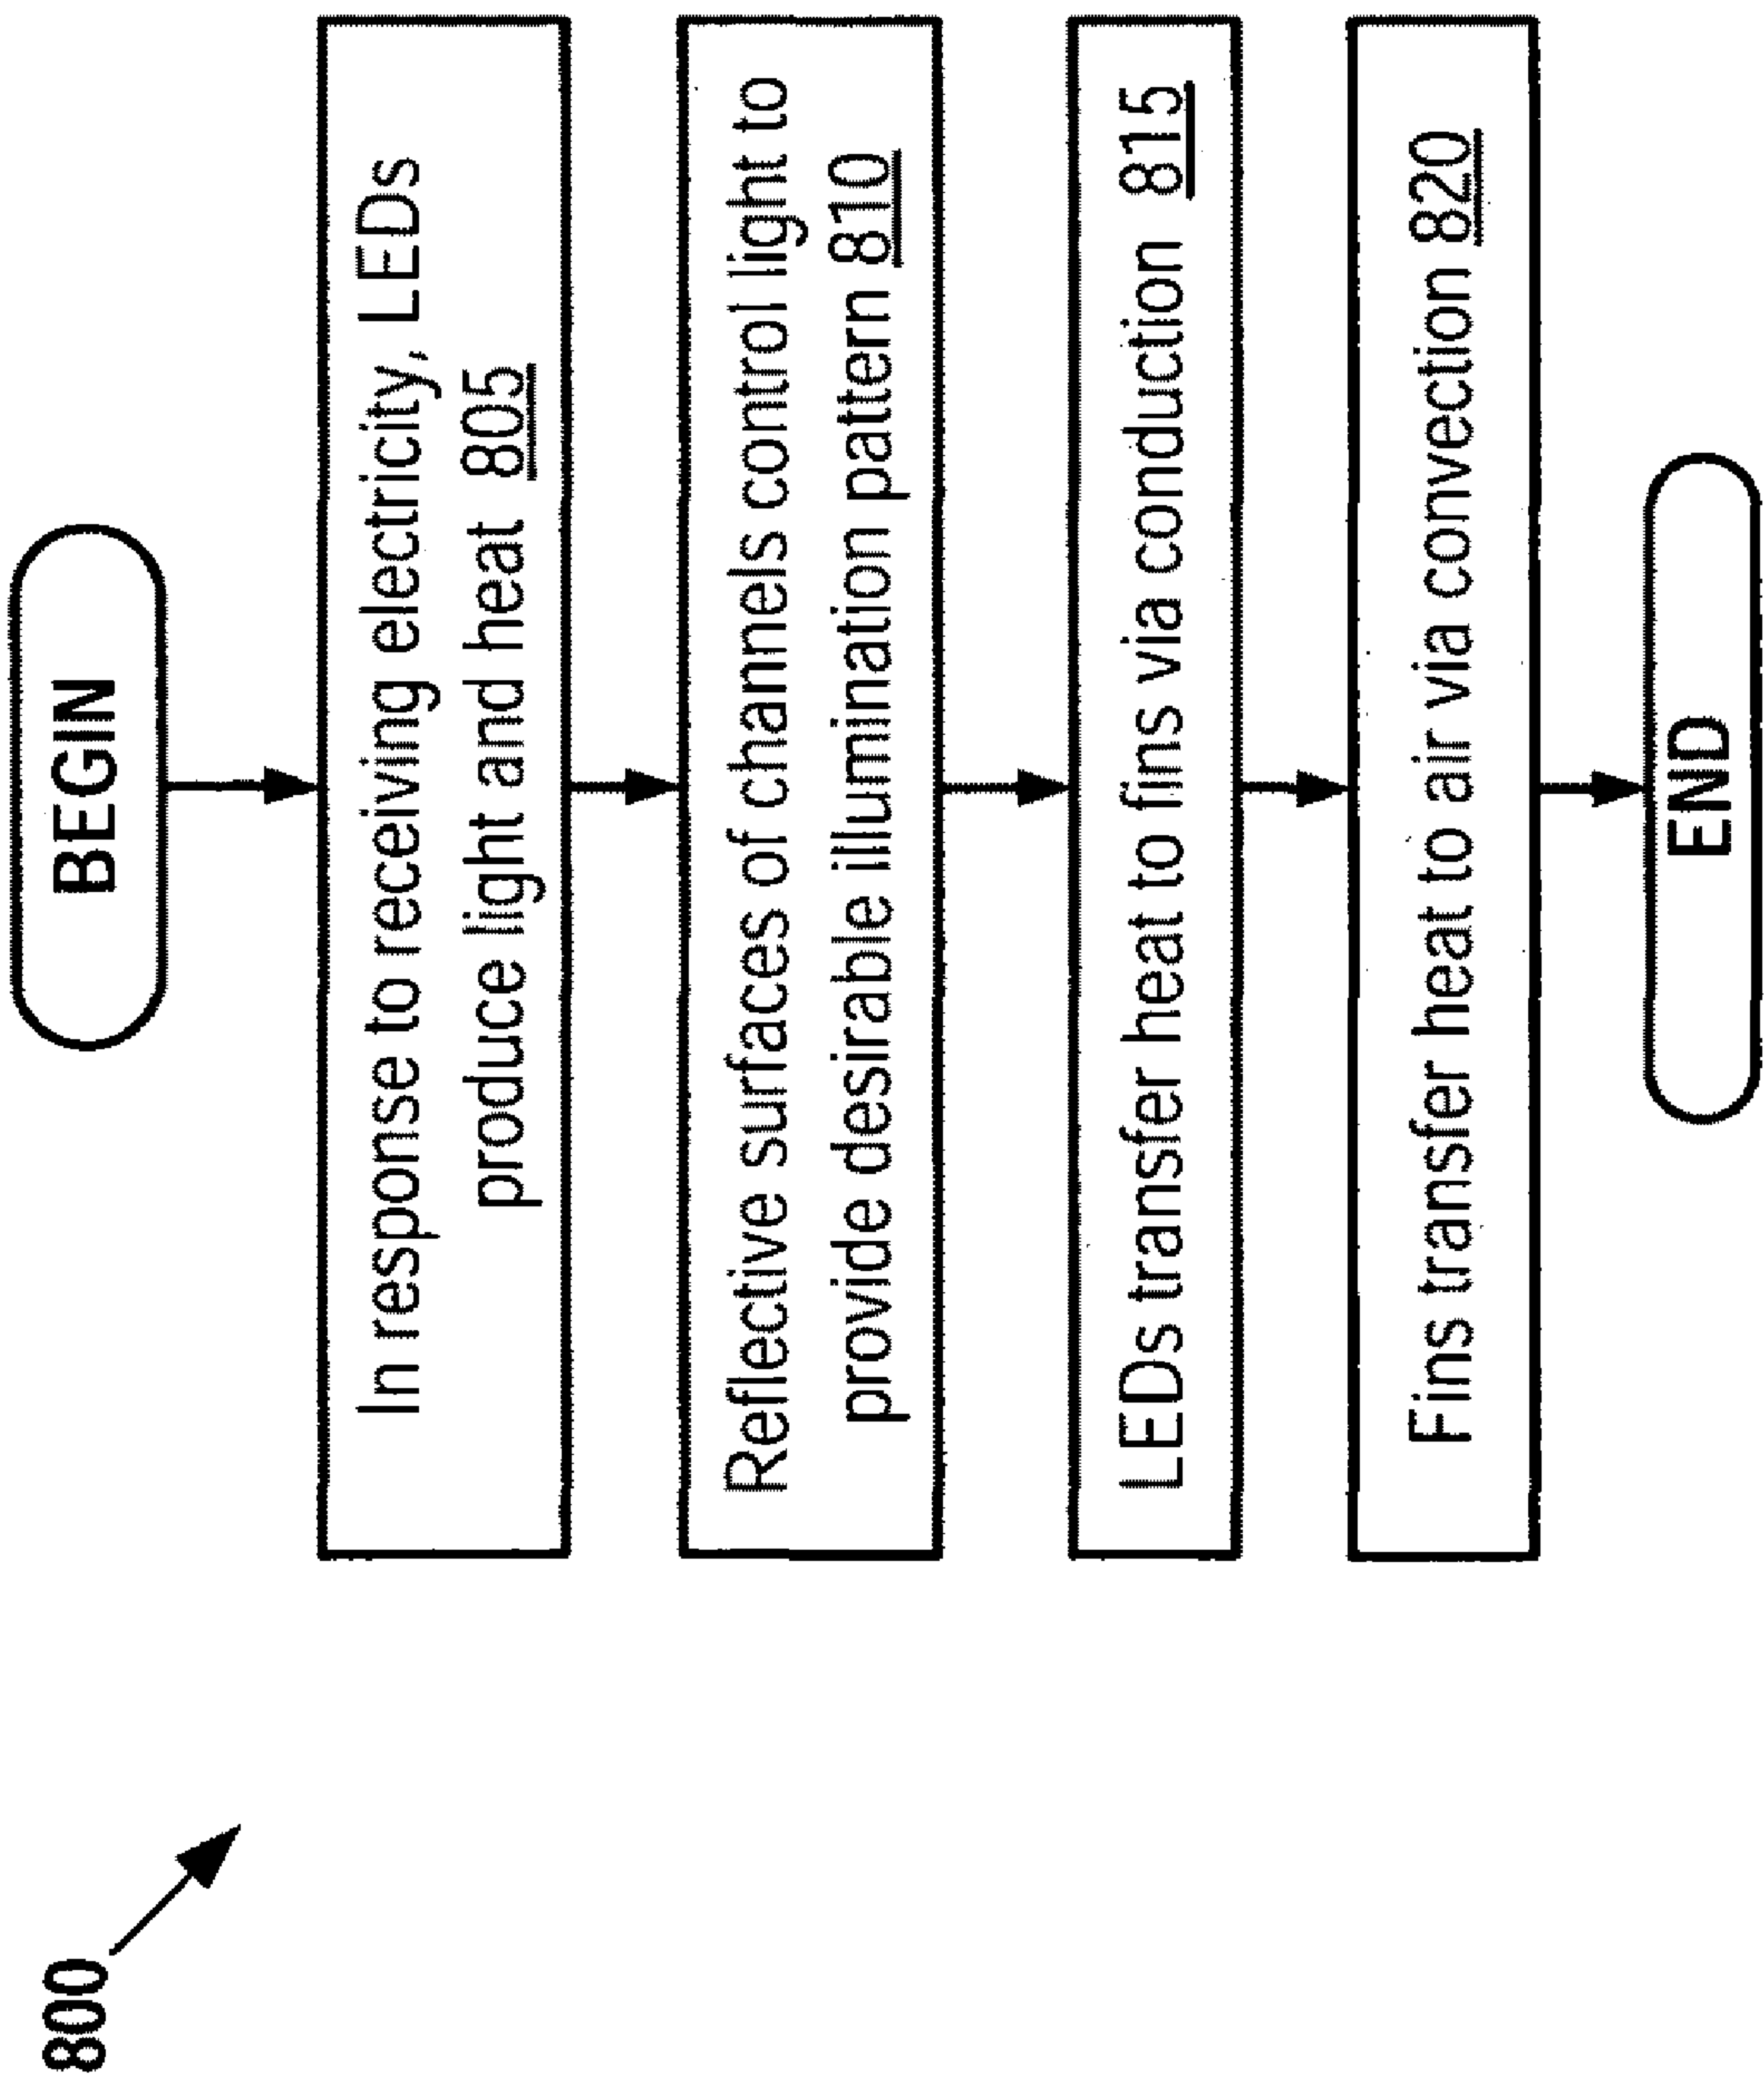 800
BEGIN
In response to receiving electricity, LEDs
produce light and heat 805
Reflective surfaces of channels control light to
provide desirable illumination pattern 810
LEDs transfer heat to fins via conduction 815
Fins transfer heat to air via convection 820
END